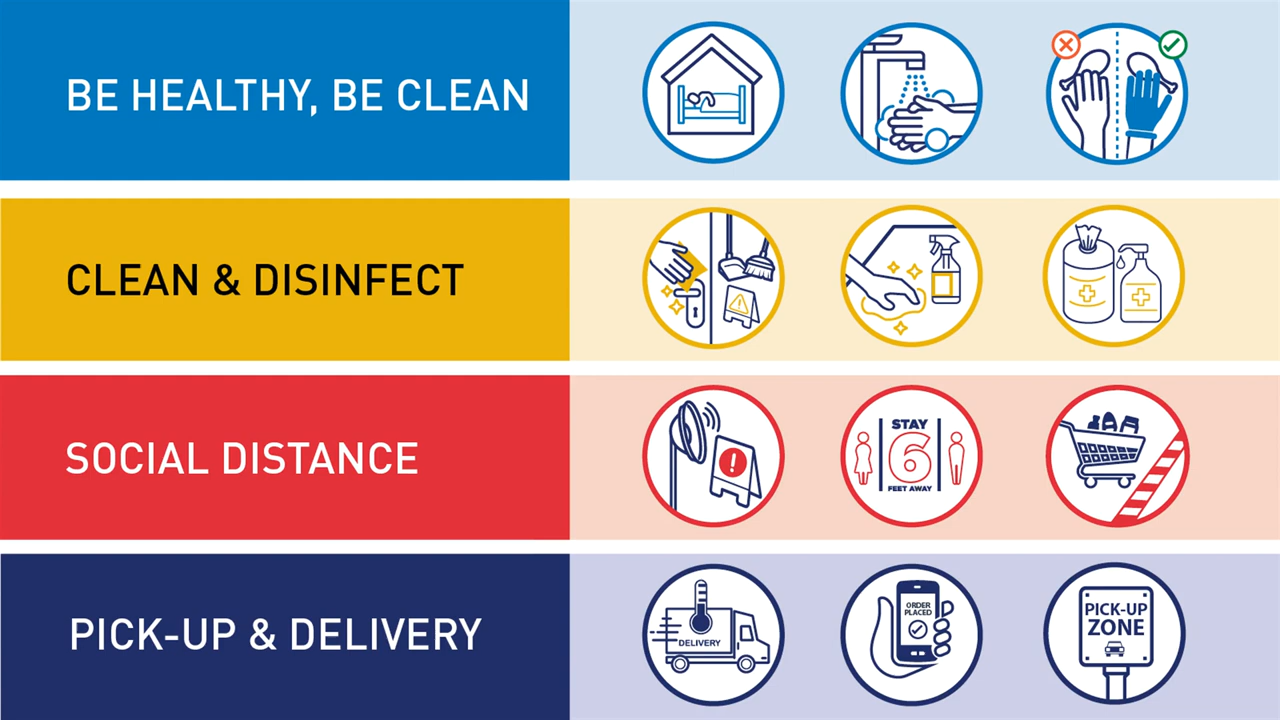 BE HEALTHY, BE CLEAN
CLEAN & DISINFECT
SOCIAL DISTANCE
STAY
6
FEET AWAY
PICK-UP & DELIVERY
DELIVERY
ORDER
PLACED
PICK-UP
ZONE